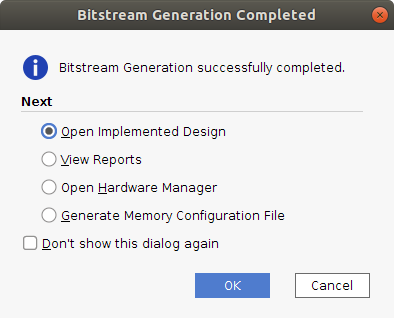 Bitstream Generation Completed
Bitstream Generation successfully completed.
Next
Open Implemented Design
View Reports
Open Hardware Manager
Generate Memory Configuration File
Don't show this dialog again
OK
Cancel